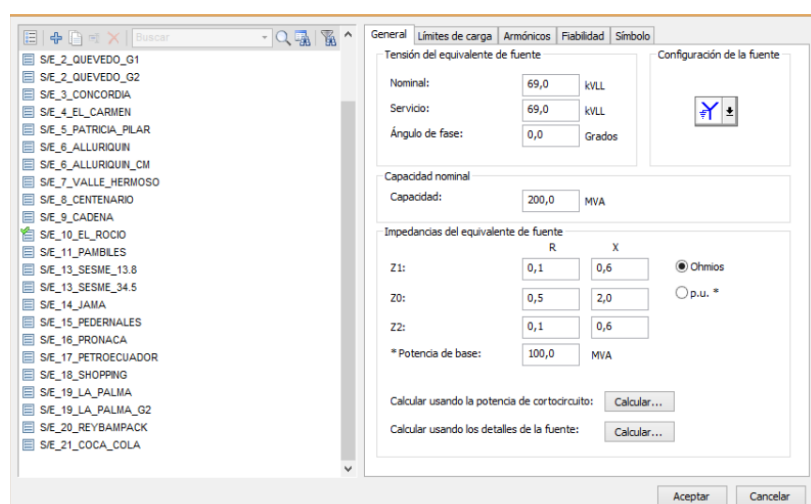 Buscar
S/E_2_QUEVEDO_G1
S/E_2_QUEVEDO_G2
S/E_3_CONCORDIA
S/E_4_EL_CARMEN
S/E_5_PATRICIA_PILAR
S/E_6_ALLURIQUIN
S/E_6_ALLURIQUIN_CM
S/E_7_VALLE_HERMOSO
S/E_8_CENTENARIO
S/E_9_CADENA
S/E_10_EL_ROCIO
S/E_11_PAMBILES
S/E_13_SESME_13.8
S/E_13_SESME_34.5
S/E_14_JAMA
S/E_15_PEDERNALES
S/E_16_PRONACA
S/E_17_PETROECUADOR
S/E_18_SHOPPING
S/E_19_LA_PALMA
S/E_19_LA_PALMA_G2
S/E_20_REYBAMPACK
S/E_21_COCA_COLA
General Límites de carga Armónicos Fiabilidad Símbolo
Tensión del equivalente de fuente
Nominal: 69,0 kVLL
Servicio: 69,0 kVLL
Ángulo de fase: 0,0 Grados
Configuración de la fuente
Capacidad nominal
Capacidad: 200,0 MVA
Impedancias del equivalente de fuente
R X
Z1: 0,1 0,6 Ohmios
Z0: 0,5 2,0 p.u. *
Z2: 0,1 0,6
* Potencia de base: 100,0 MVA
Calcular usando la potencia de cortocircuito: Calcular...
Calcular usando los detalles de la fuente: Calcular...
Aceptar Cancelar